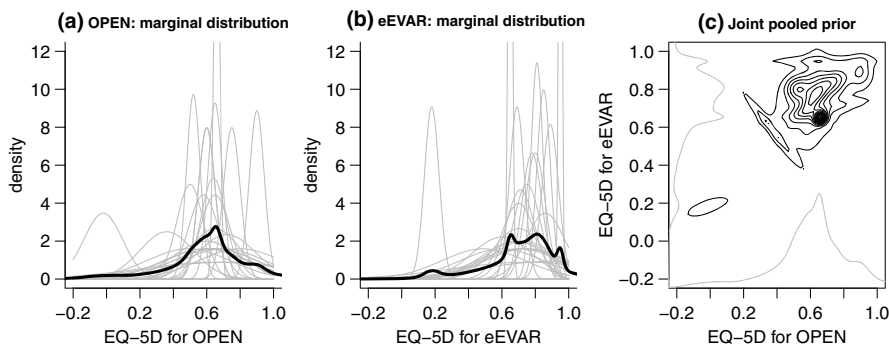 (a) OPEN: marginal distribution
12
10
8
6
4
2
0
density
−0.2 0.2 0.6 1.0
EQ−5D for OPEN
(b) eEVAR: marginal distribution
12
10
8
6
4
2
0
density
−0.2 0.2 0.6 1.0
EQ−5D for eEVAR
(c) Joint pooled prior
1.0
0.8
0.6
0.4
0.2
0.0
−0.2
EQ−5D for eEVAR
−0.2 0.2 0.6 1.0
EQ−5D for OPEN